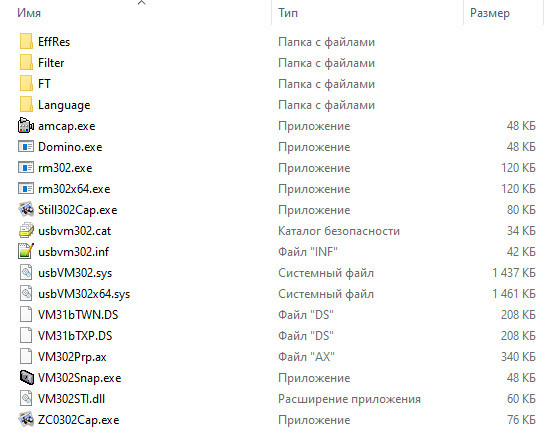 Имя Тип Размер
EffRes Папка с файлами
Filter Папка с файлами
FT Папка с файлами
Language Папка с файлами
amcap.exe Приложение 48 КБ
Domino.exe Приложение 48 КБ
rm302.exe Приложение 120 КБ
rm302x64.exe Приложение 120 КБ
Still302Cap.exe Приложение 80 КБ
usbvm302.cat Каталог безопасности 34 КБ
usbvm302.inf Файл "INF" 42 КБ
usbVM302.sys Системный файл 1 437 КБ
usbVM302x64.sys Системный файл 1 461 КБ
VM31bTWN.DS Файл "DS" 208 КБ
VM31bTXP.DS Файл "DS" 208 КБ
VM302Prp.ax Файл "AX" 340 КБ
VM302Snap.exe Приложение 48 КБ
VM302STI.dll Расширение приложения 60 КБ
ZC0302Cap.exe Приложение 76 КБ